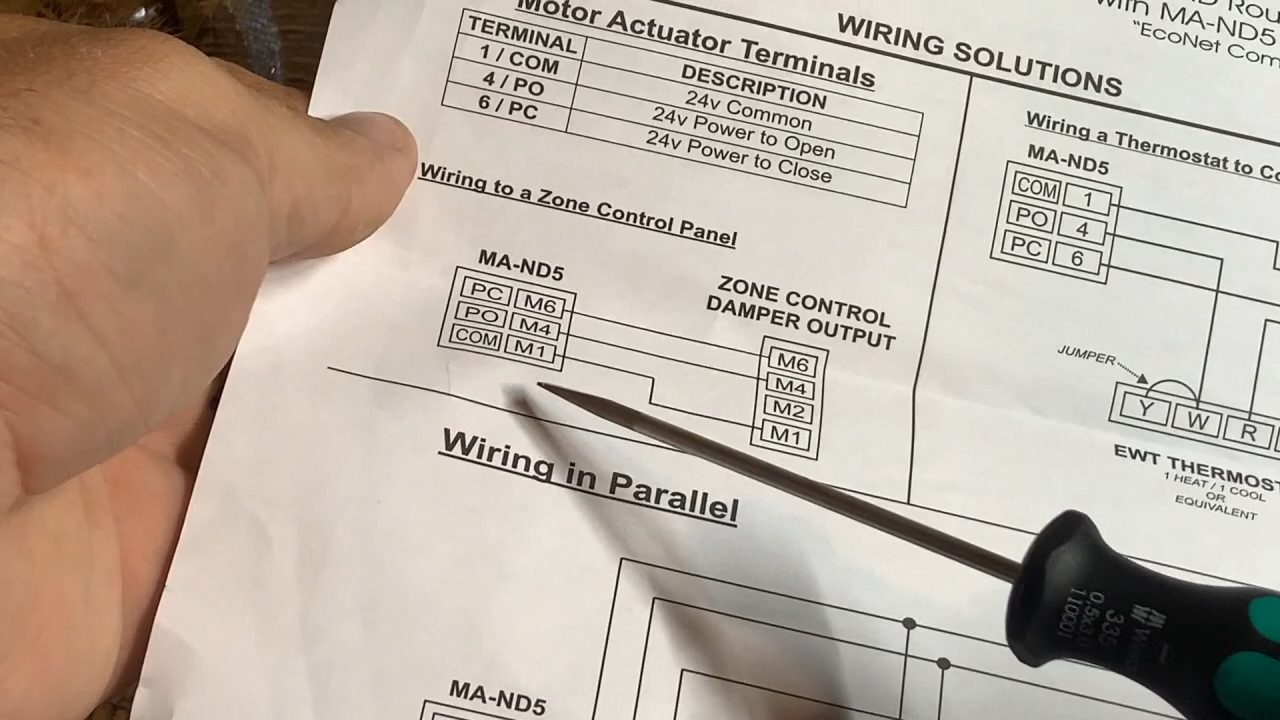 Motor Actuator Terminals
TERMINAL DESCRIPTION
1 / COM 24v Common
4 / PO 24v Power to Open
6 / PC 24v Power to Close
Wiring to a Zone Control Panel
MA-ND5
PC M6
PO M4
COM M1
ZONE CONTROL
DAMPER OUTPUT
M6
M4
M2
M1
Wiring in Parallel
MA-ND5
WIRING SOLUTIONS
with MA-ND5
"EcoNet Com
Wiring a Thermostat to Co
MA-ND5
COM 1
PO 4
PC 6
JUMPER
Y W R
EWT THERMOST
1 HEAT / 1 COOL
OR
EQUIVALENT
335
11000